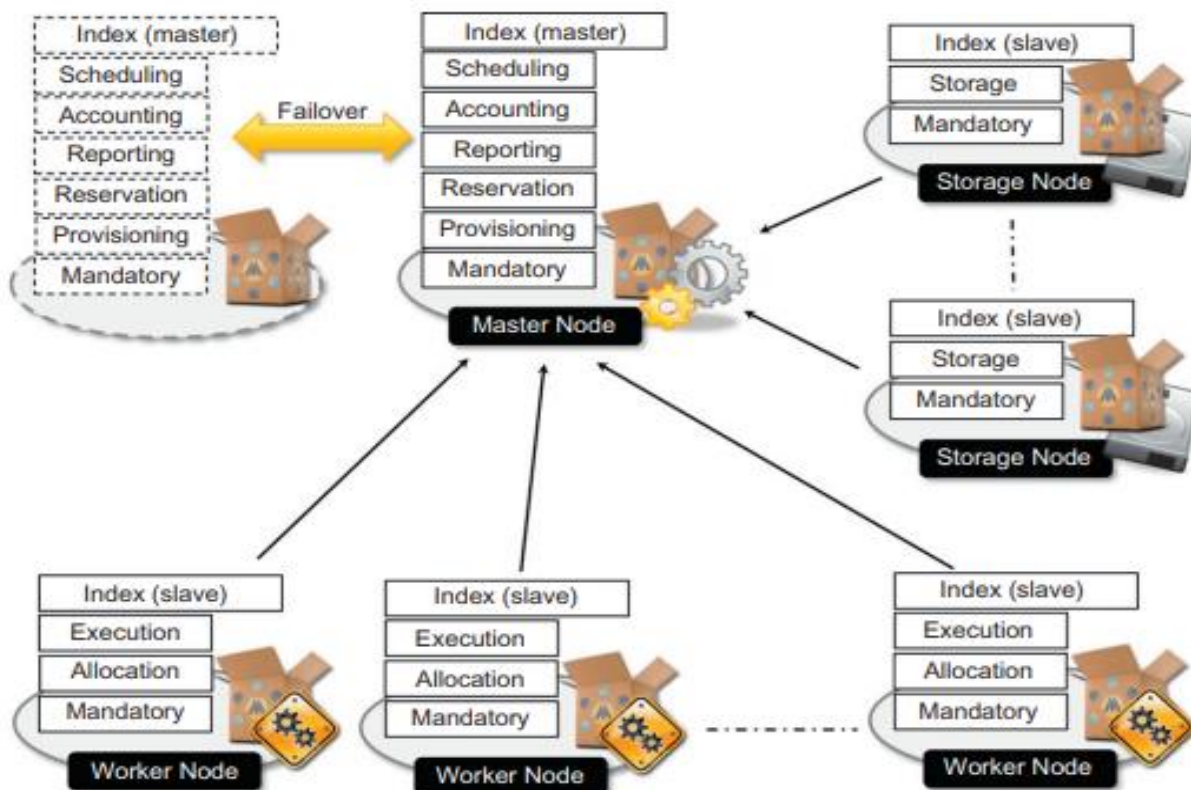 Index (master)
Scheduling
Accounting
Reporting
Reservation
Provisioning
Mandatory
Failover
Index (master)
Scheduling
Accounting
Reporting
Reservation
Provisioning
Mandatory
Master Node
Index (slave)
Storage
Mandatory
Storage Node
Index (slave)
Storage
Mandatory
Storage Node
Index (slave)
Execution
Allocation
Mandatory
Worker Node
Index (slave)
Execution
Allocation
Mandatory
Worker Node
Index (slave)
Execution
Allocation
Mandatory
Worker Node